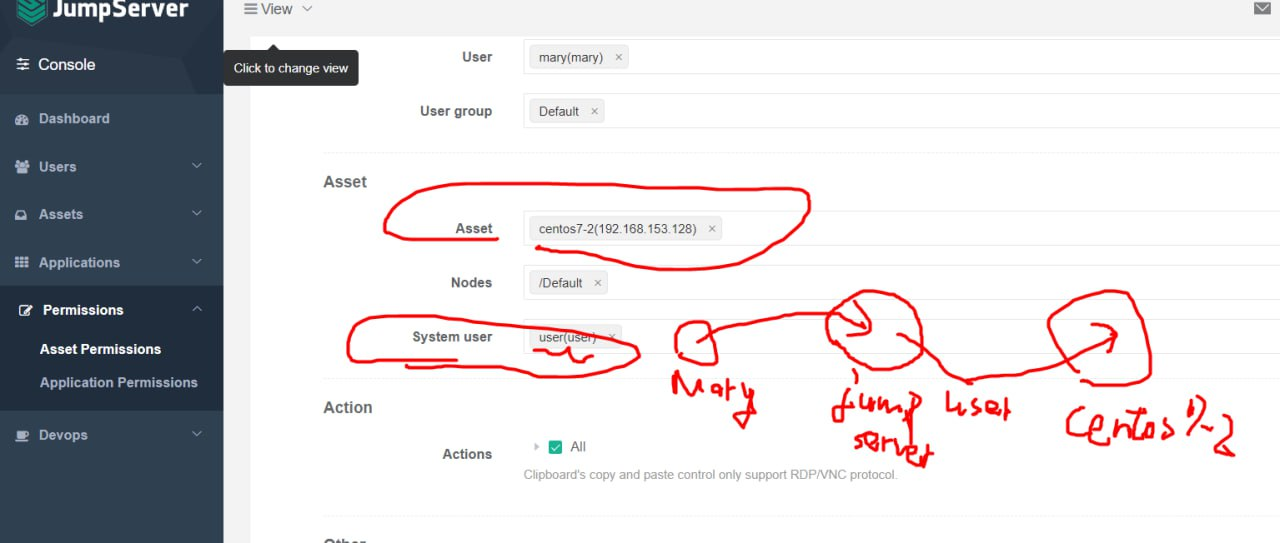 JumpServer
View
Click to change view
Console
Dashboard
Users
Assets
Applications
Permissions
Asset Permissions
Application Permissions
Devops
User mary(mary) ×
User group Default ×
Asset
Asset centos7-2(192.168.153.128) ×
Nodes /Default ×
System user user(user) ×
Mary
jump
server
user
Centos7-2
Action
Actions All
Clipboard's copy and paste control only support RDP/VNC protocol.
Other